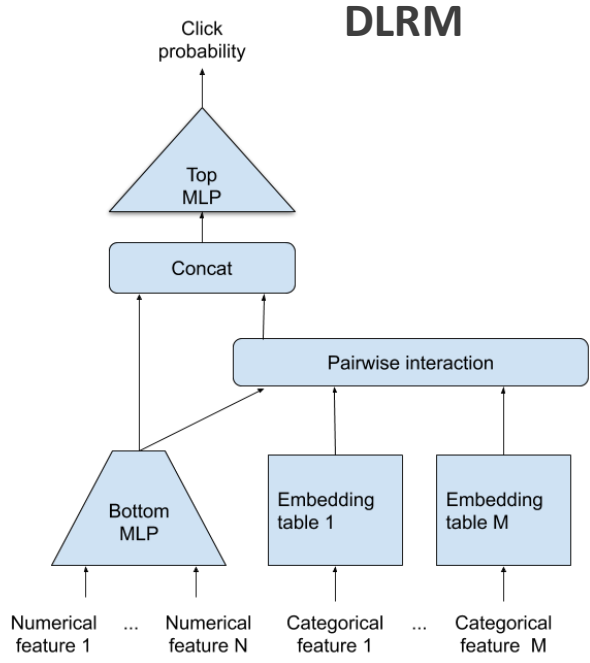 DLRM
Click
probability
Top
MLP
Concat
Pairwise interaction
Bottom
MLP
Embedding
table 1
Embedding
table M
Numerical
feature 1
...
Numerical
feature N
Categorical
feature 1
...
Categorical
feature M